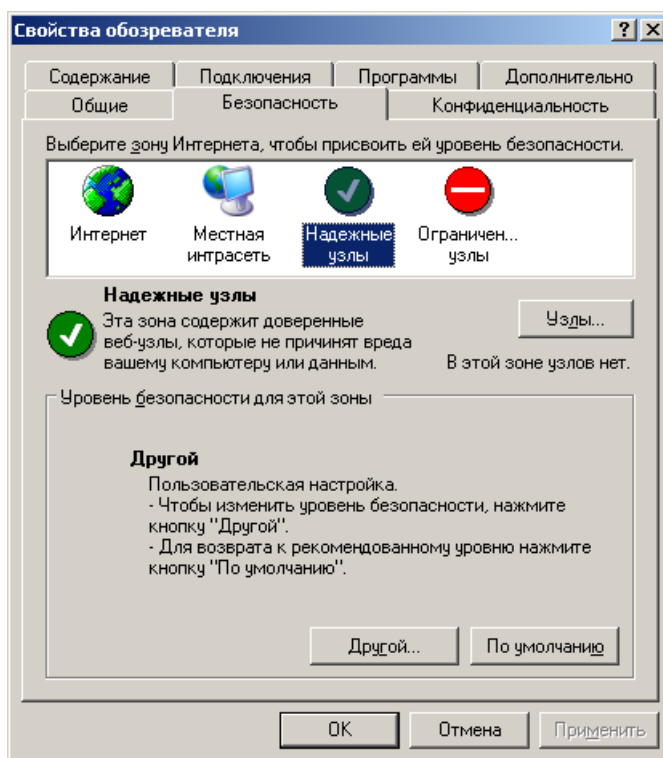 Свойства обозревателя
Содержание Подключения Программы Дополнительно
Общие Безопасность Конфиденциальность
Выберите зону Интернета, чтобы присвоить ей уровень безопасности.
Интернет Местная интрасеть Надежные узлы Ограничен... узлы
Надежные узлы
Эта зона содержит доверенные
веб-узлы, которые не причинят вреда
вашему компьютеру или данным.
Узлы...
В этой зоне узлов нет.
Уровень безопасности для этой зоны
Другой
Пользовательская настройка.
- Чтобы изменить уровень безопасности, нажмите
кнопку "Другой".
- Для возврата к рекомендованному уровню нажмите
кнопку "По умолчанию".
Другой... По умолчанию
OK Отмена Применить